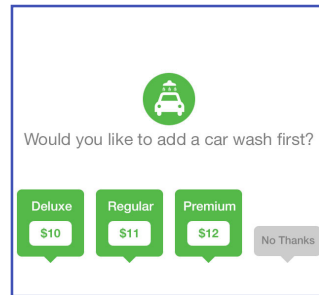 Would you like to add a car wash first?
Deluxe Regular Premium
$10 $11 $12
No Thanks